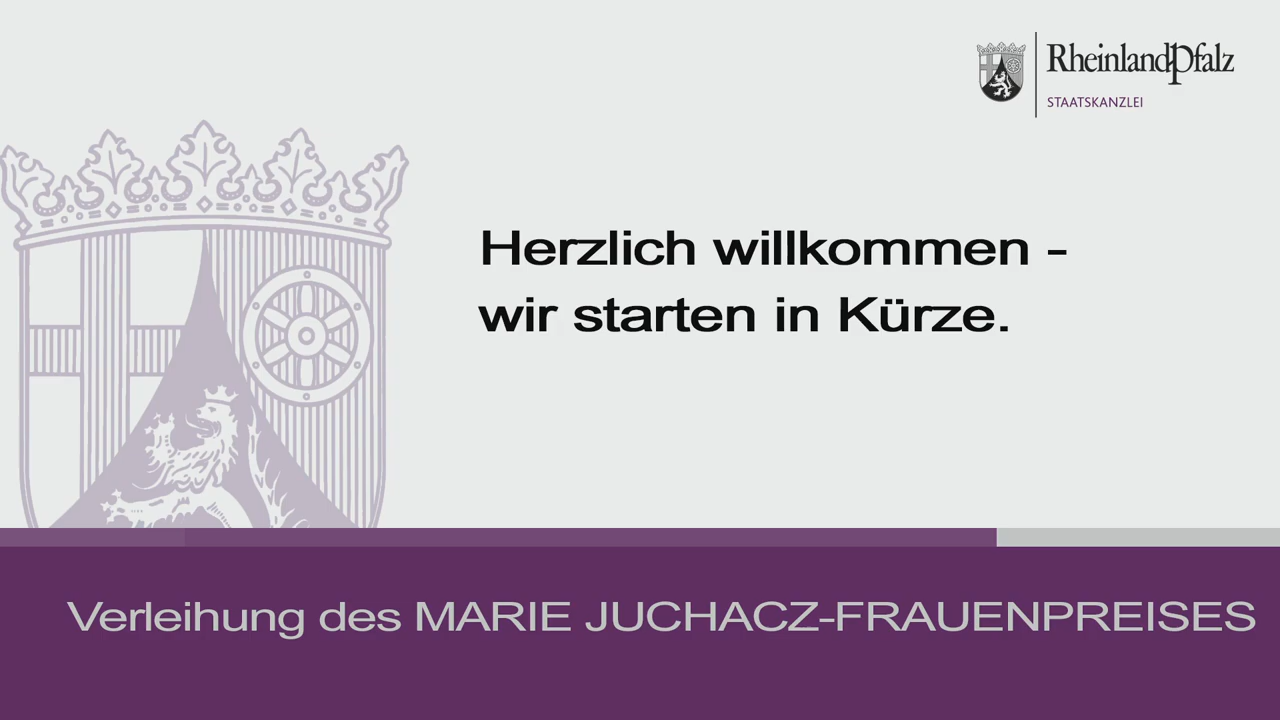 RheinlandPfalz
STAATSKANZLEI
Herzlich willkommen -
wir starten in Kürze.
Verleihung des MARIE JUCHACZ-FRAUENPREISES